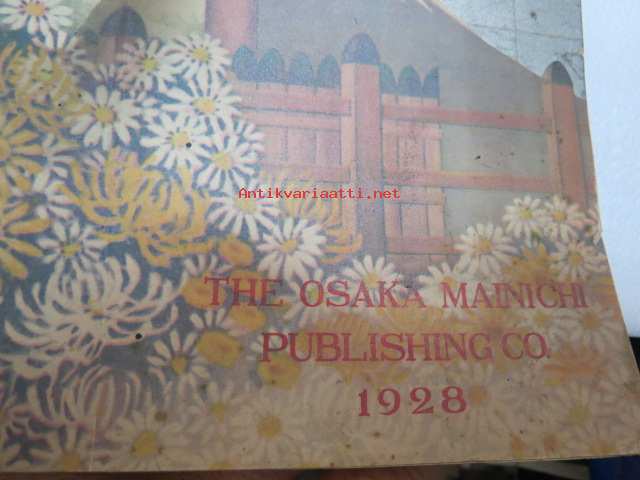 Antikvariaatti.net
THE OSAKA MAINICHI
PUBLISHING CO.
1928